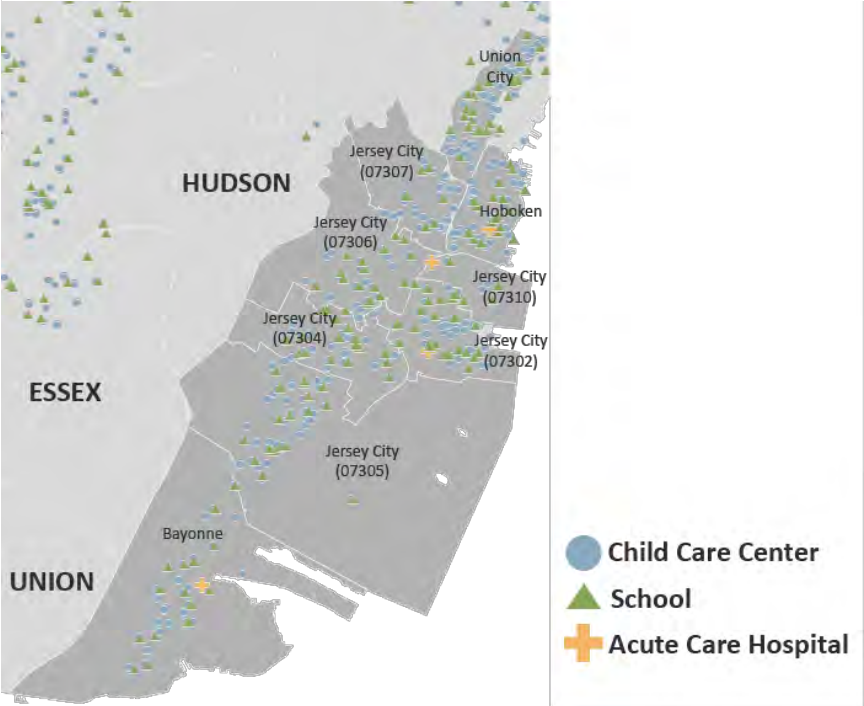 Union
City
Jersey City
(07307)
HUDSON
Hoboken
Jersey City
(07306)
Jersey City
(07310)
Jersey City
(07304)
Jersey City
(07302)
ESSEX
Jersey City
(07305)
Bayonne
UNION
Child Care Center
School
Acute Care Hospital